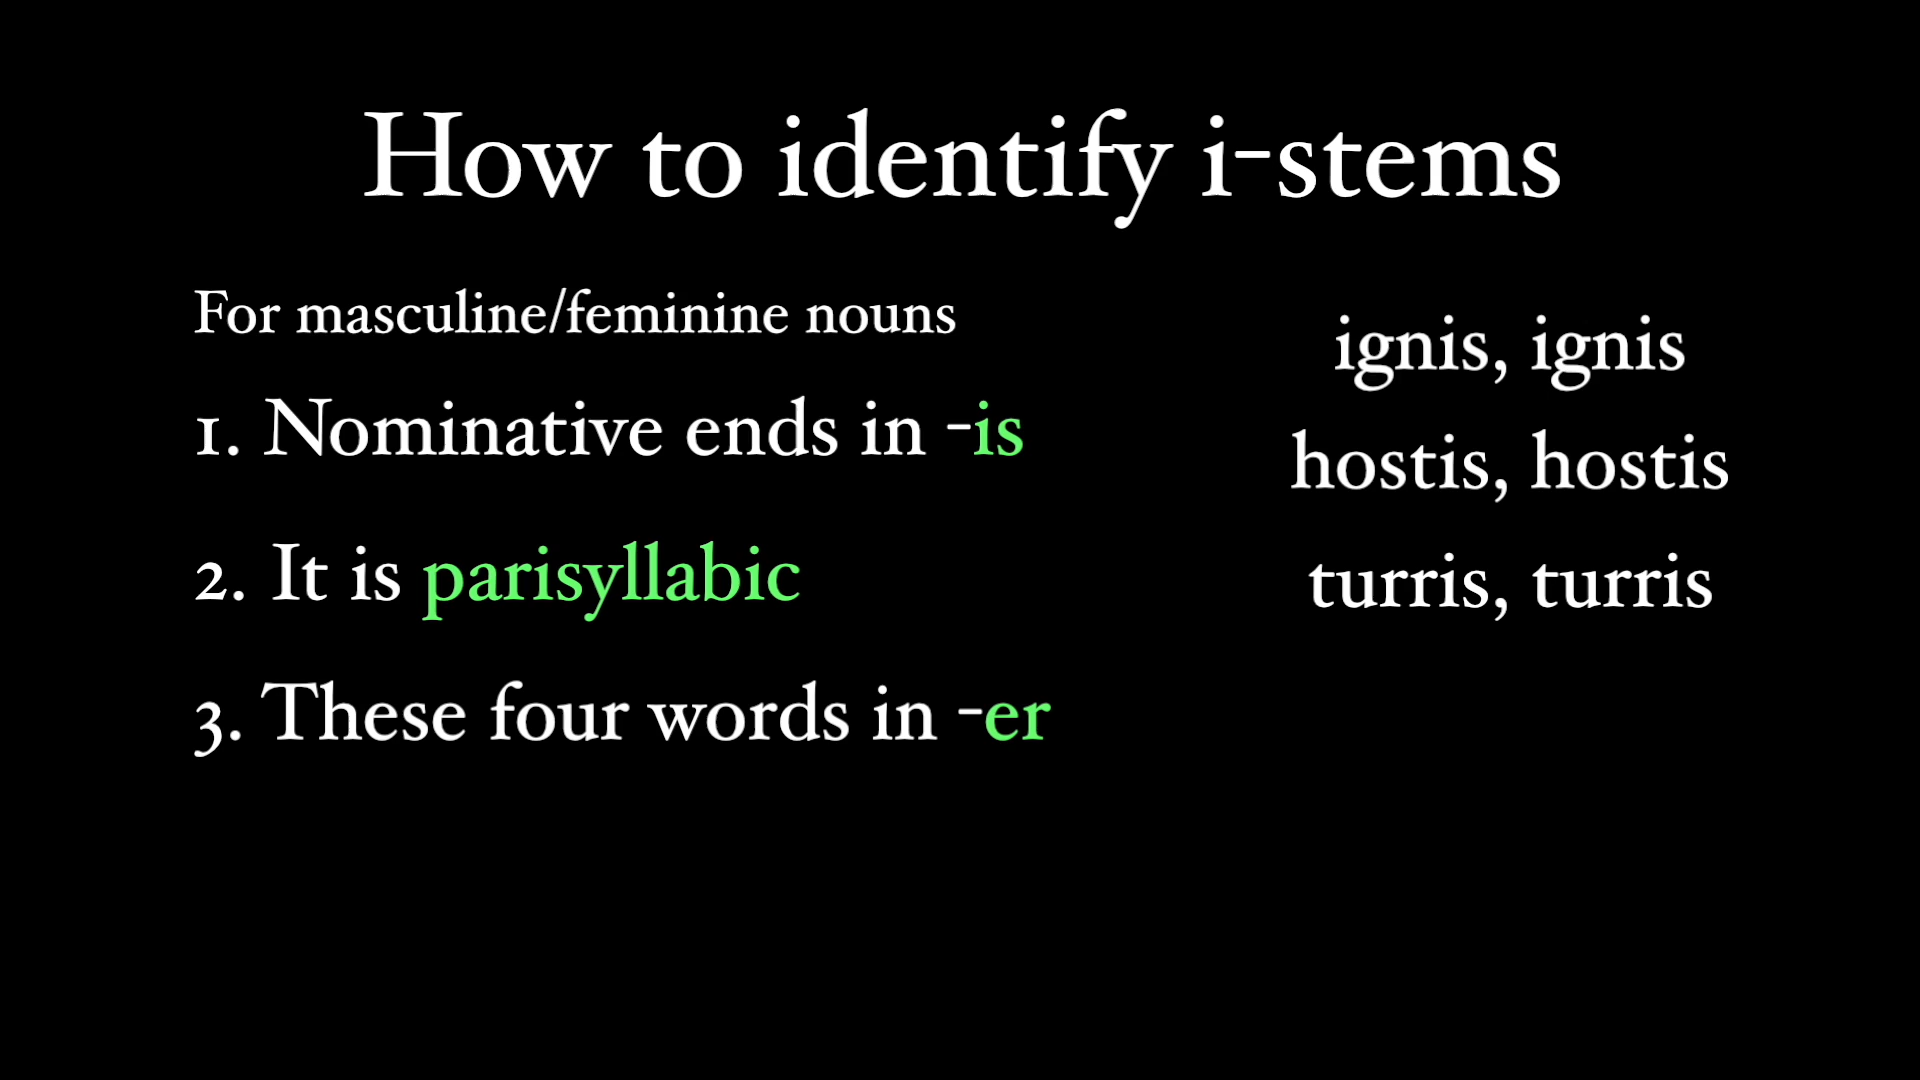 How to identify i-stems
For masculine/feminine nouns
1. Nominative ends in -is
2. It is parisyllabic
3. These four words in -er
ignis, ignis
hostis, hostis
turris, turris